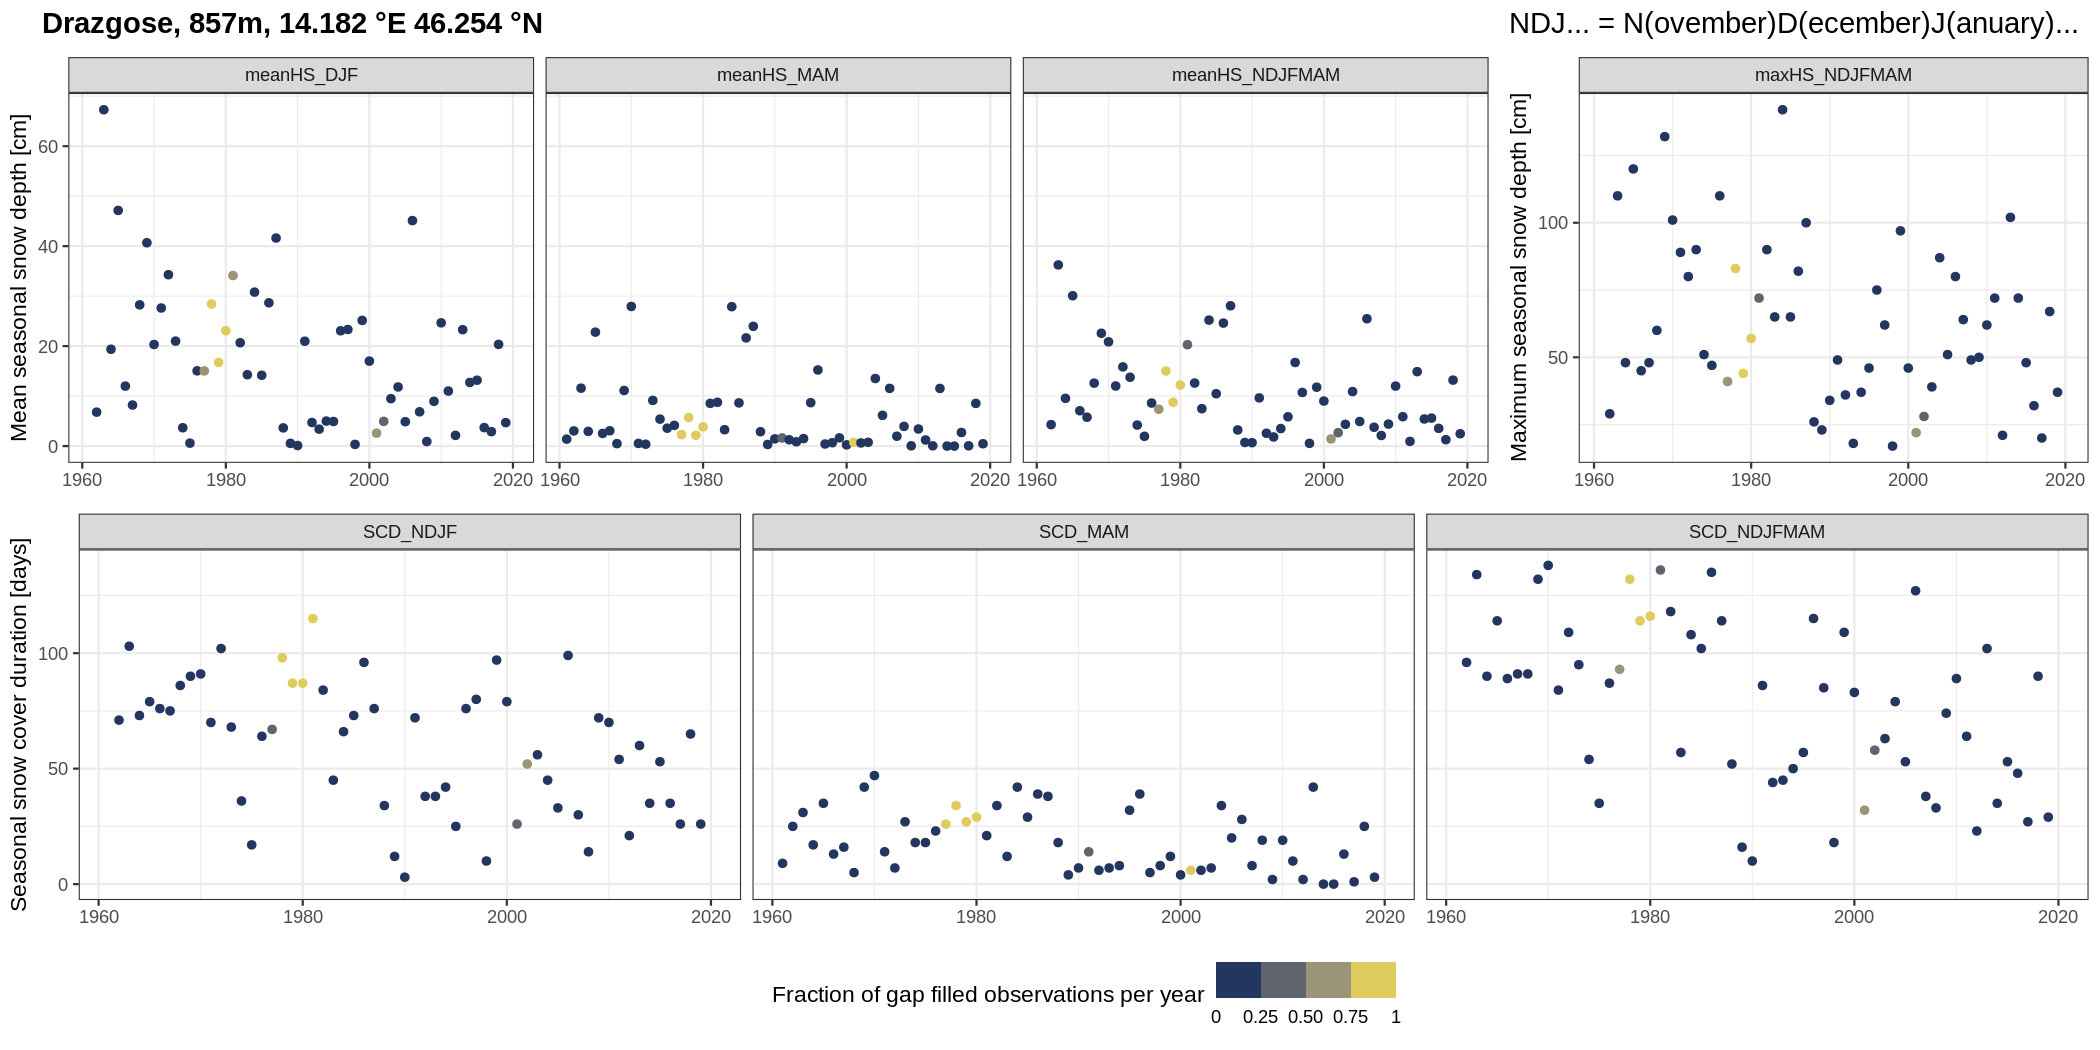 Drazgose, 857m, 14.182 °E 46.254 °N
NDJ... = N(ovember)D(ecember)J(anuary)...
meanHS_DJF
meanHS_MAM
meanHS_NDJFMAM
maxHS_NDJFMAM
Mean seasonal snow depth [cm]
60
40
20
0
1960 1980 2000 2020
1960 1980 2000 2020
1960 1980 2000 2020
Maximum seasonal snow depth [cm]
100
50
1960 1980 2000 2020
SCD_NDJF
SCD_MAM
SCD_NDJFMAM
Seasonal snow cover duration [days]
100
50
0
1960 1980 2000 2020
1960 1980 2000 2020
1960 1980 2000 2020
Fraction of gap filled observations per year
0 0.25 0.50 0.75 1